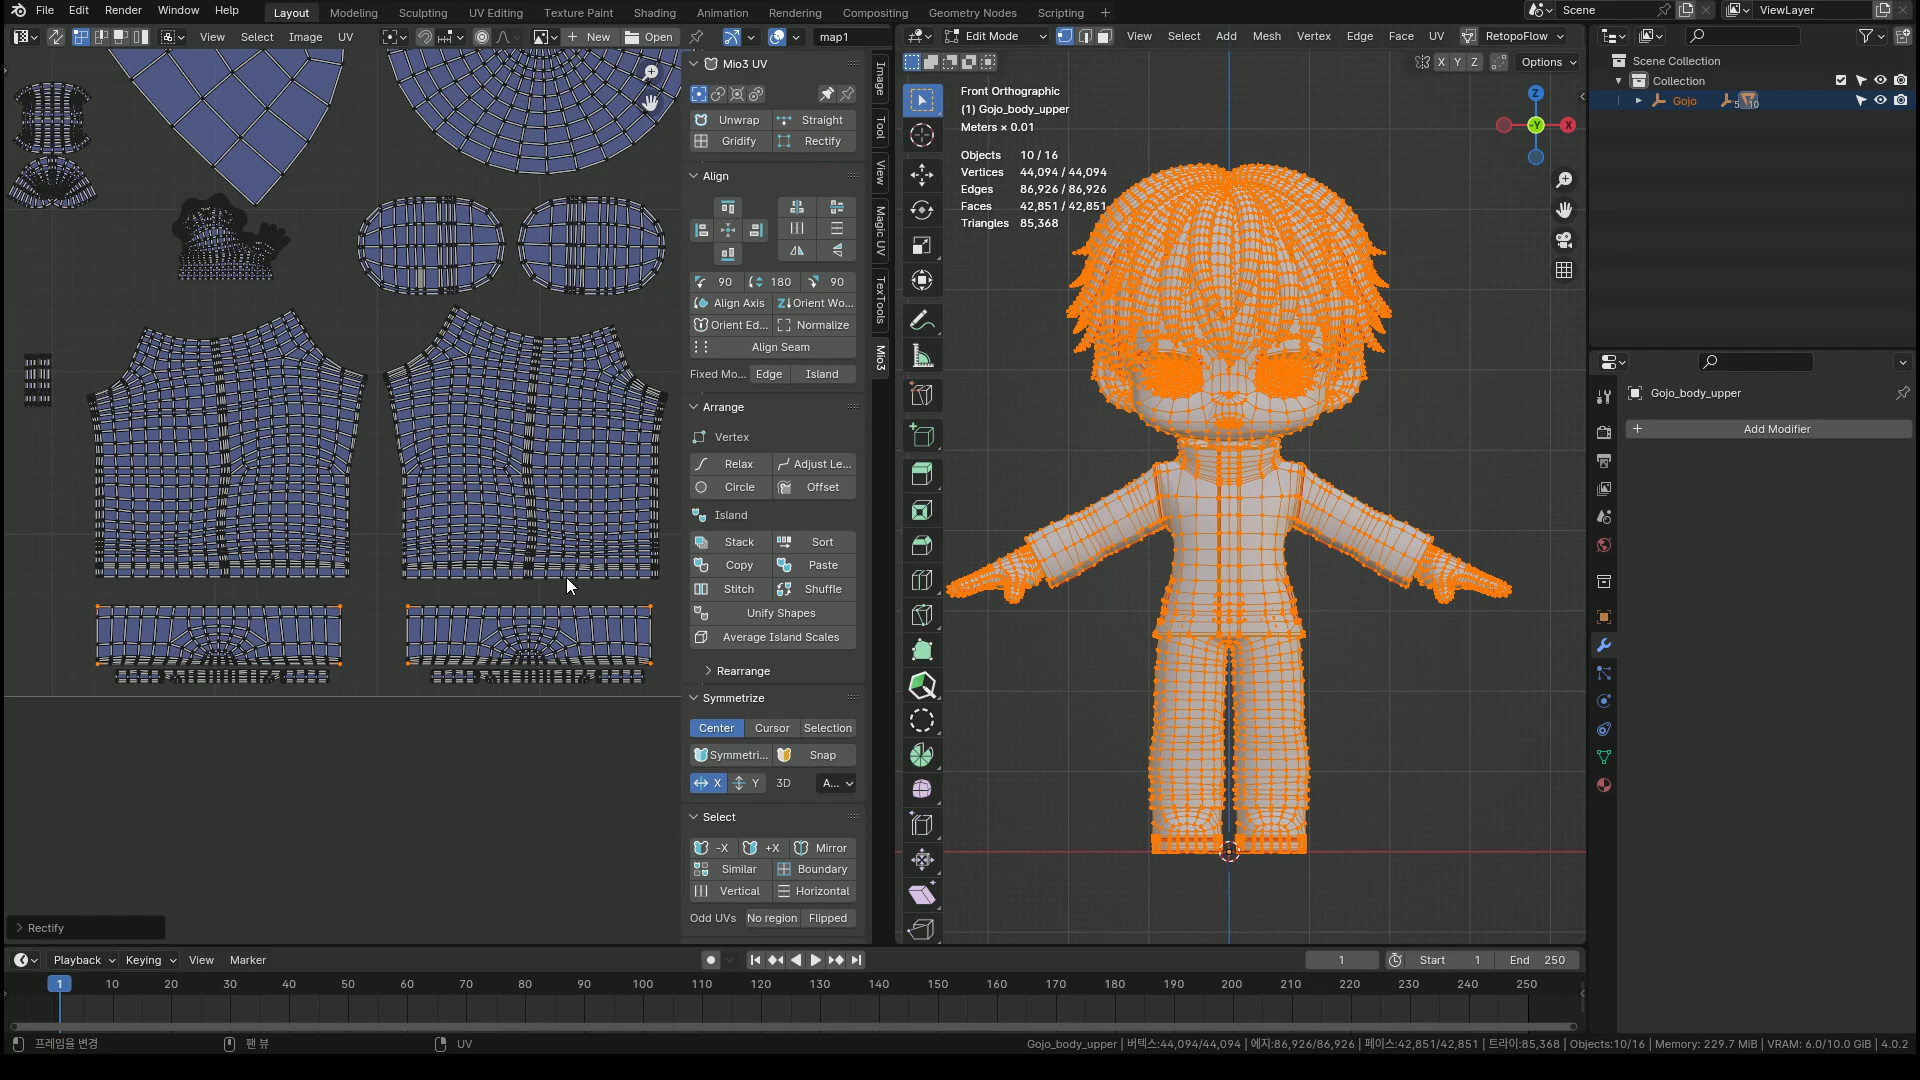 File Edit Render Window Help Layout Modeling Sculpting UV Editing Texture Paint Shading Animation Rendering Compositing Geometry Nodes Scripting + Scene ViewLayer
View Select Image UV New Open map1 Edit Mode View Select Add Mesh Vertex Edge Face UV RetopoFlow
X Y Z Options
Scene Collection
Collection
Gojo 5 10
Mio3 UV
Unwrap Straight
Gridify Rectify
Align
90 180 90
Align Axis Orient Wo...
Orient Ed... Normalize
Align Seam
Fixed Mo... Edge Island
Arrange
Vertex
Relax Adjust Le...
Circle Offset
Island
Stack Sort
Copy Paste
Stitch Shuffle
Unify Shapes
Average Island Scales
Rearrange
Symmetrize
Center Cursor Selection
Symmetri... Snap
X Y 3D A...
Select
-X +X Mirror
Similar Boundary
Vertical Horizontal
Odd UVs No region Flipped
Image
Tool
View
Magic UV
TexTools
Mio3
Front Orthographic
(1) Gojo_body_upper
Meters × 0.01
Objects 10 / 16
Vertices 44,094 / 44,094
Edges 86,926 / 86,926
Faces 42,851 / 42,851
Triangles 85,368
Z
-Y X
Gojo_body_upper
Add Modifier
Rectify
Playback Keying View Marker 1 Start 1 End 250
1 10 20 30 40 50 60 70 80 90 100 110 120 130 140 150 160 170 180 190 200 210 220 230 240 250
프레임을 변경 팬 뷰 UV Gojo_body_upper | 버텍스:44,094/44,094 | 에지:86,926/86,926 | 페이스:42,851/42,851 | 트라이:85,368 | Objects:10/16 | Memory: 229.7 MiB | VRAM: 6.0/10.0 GiB | 4.0.2